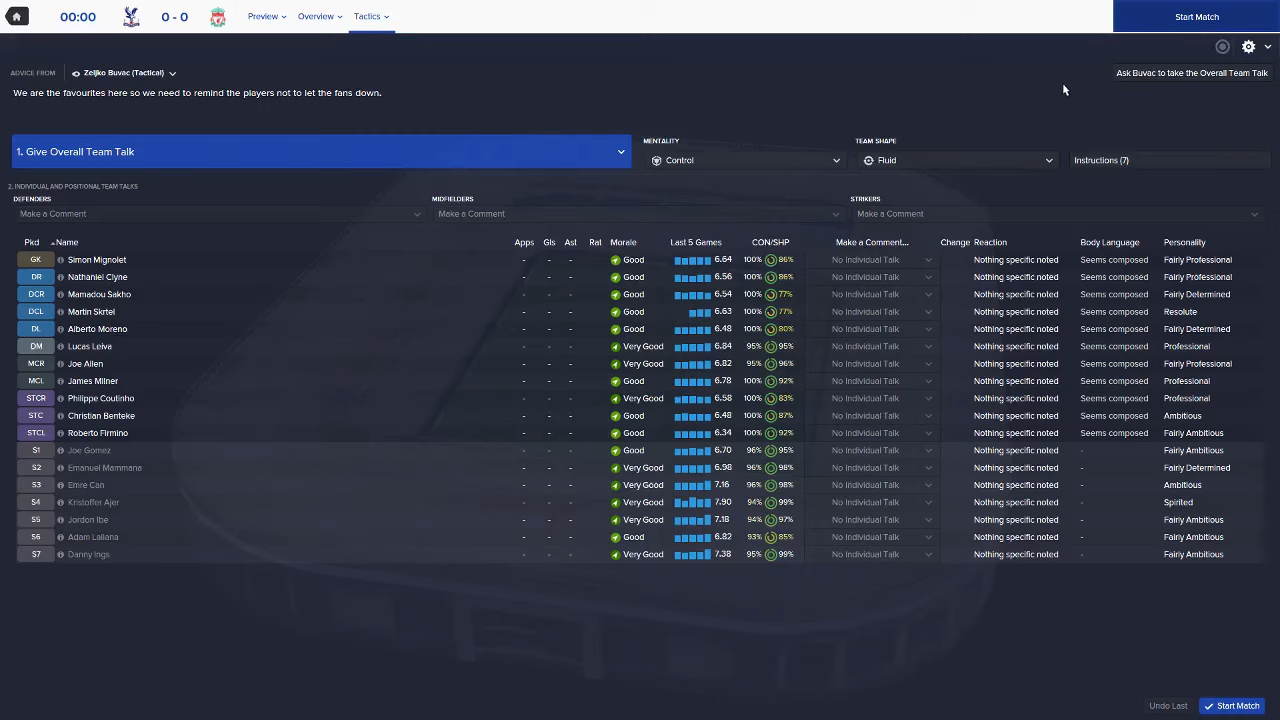 00:00 0 - 0 Preview Overview Tactics Start Match
ADVICE FROM Zeljko Buvac (Tactical) Ask Buvac to take the Overall Team Talk
We are the favourites here so we need to remind the players not to let the fans down.
MENTALITY TEAM SHAPE
1. Give Overall Team Talk Control Fluid Instructions (7)
2. INDIVIDUAL AND POSITIONAL TEAM TALKS
DEFENDERS MIDFIELDERS STRIKERS
Make a Comment Make a Comment Make a Comment
Pkd Name Apps Gls Ast Rat Morale Last 5 Games CON/SHP Make a Comment... Change Reaction Body Language Personality
GK Simon Mignolet - - - Good 6.64 100% 86% No Individual Talk Nothing specific noted Seems composed Fairly Professional
DR Nathaniel Clyne - - - Good 6.56 100% 86% No Individual Talk Nothing specific noted Seems composed Fairly Professional
DCR Mamadou Sakho - - - Good 6.54 100% 77% No Individual Talk Nothing specific noted Seems composed Fairly Determined
DCL Martin Skrtel - - - Good 6.63 100% 77% No Individual Talk Nothing specific noted Seems composed Resolute
DL Alberto Moreno - - - Good 6.48 100% 80% No Individual Talk Nothing specific noted Seems composed Fairly Determined
DM Lucas Leiva - - - Very Good 6.84 95% 95% No Individual Talk Nothing specific noted Seems composed Professional
MCR Joe Allen - - - Very Good 6.82 95% 96% No Individual Talk Nothing specific noted Seems composed Fairly Professional
MCL James Milner - - - Good 6.78 100% 92% No Individual Talk Nothing specific noted Seems composed Professional
STCR Philippe Coutinho - - - Very Good 6.58 100% 83% No Individual Talk Nothing specific noted Seems composed Professional
STC Christian Benteke - - - Good 6.48 100% 87% No Individual Talk Nothing specific noted Seems composed Ambitious
STCL Roberto Firmino - - - Good 6.34 100% 92% No Individual Talk Nothing specific noted Seems composed Fairly Ambitious
S1 Joe Gomez - - - Good 6.70 96% 95% No Individual Talk Nothing specific noted - Fairly Ambitious
S2 Emanuel Mammana - - - Very Good 6.98 96% 98% No Individual Talk Nothing specific noted - Fairly Determined
S3 Emre Can - - - Very Good 7.16 96% 98% No Individual Talk Nothing specific noted - Ambitious
S4 Kristoffer Ajer - - - Very Good 7.90 94% 99% No Individual Talk Nothing specific noted - Spirited
S5 Jordon Ibe - - - Very Good 7.18 94% 97% No Individual Talk Nothing specific noted - Fairly Ambitious
S6 Adam Lallana - - - Good 6.82 93% 85% No Individual Talk Nothing specific noted - Fairly Ambitious
S7 Danny Ings - - - Very Good 7.38 95% 99% No Individual Talk Nothing specific noted - Fairly Ambitious
Undo Last Start Match